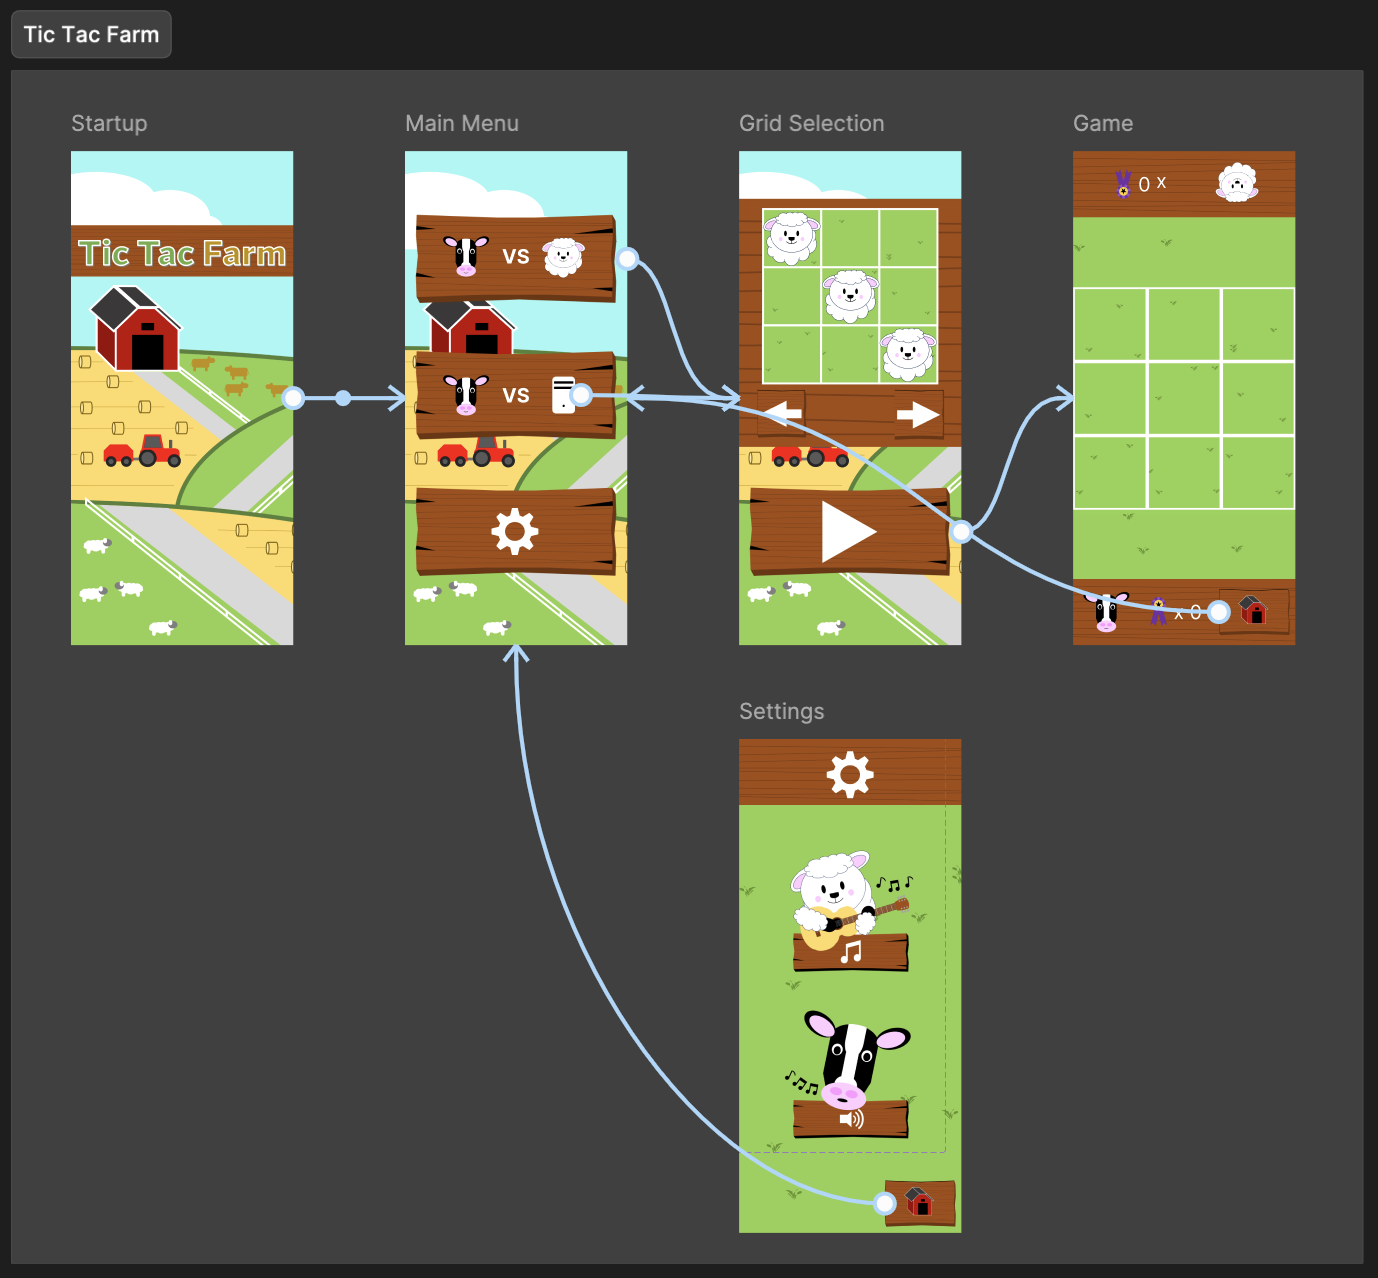 Tic Tac Farm
Startup
Main Menu
Grid Selection
Game
Tic Tac Farm
VS
VS
0 x
x 0
Settings